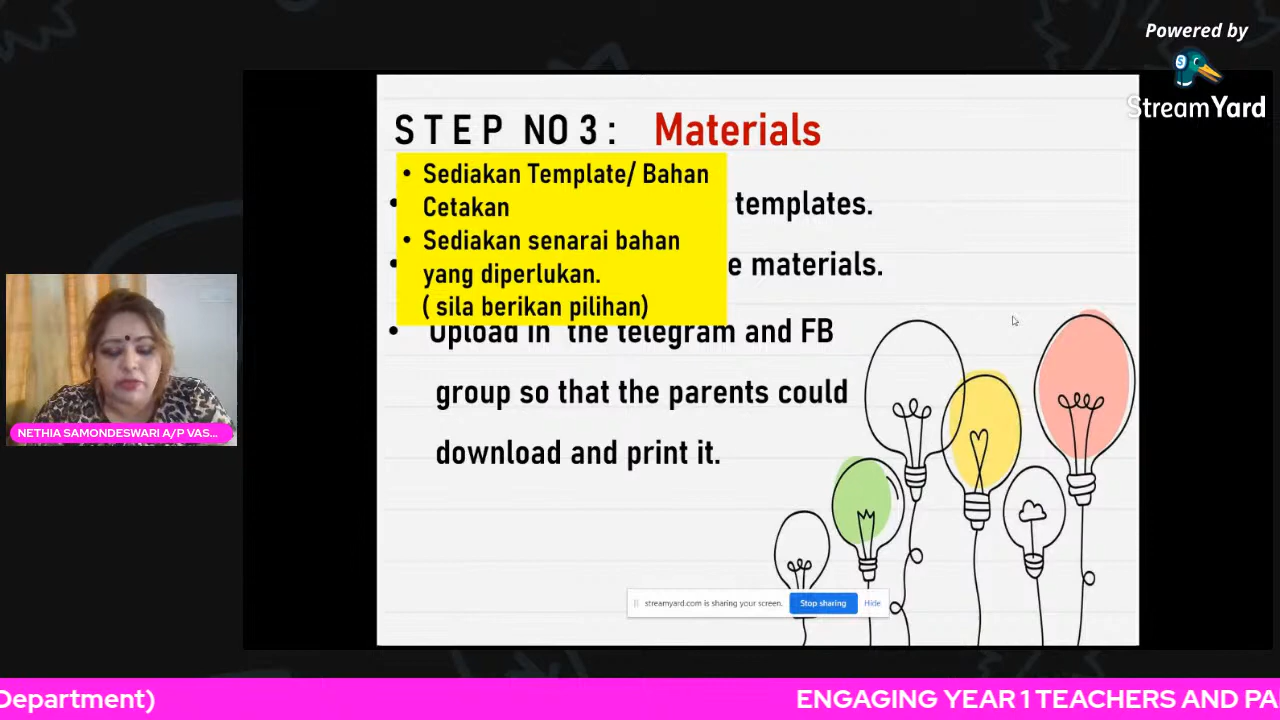 Powered by
StreamYard
STEP NO 3: Materials
• Sediakan Template/ Bahan
Cetakan
• Sediakan senarai bahan
yang diperlukan.
( sila berikan pilihan)
• templates.
• materials.
• Upload in the telegram and FB
group so that the parents could
download and print it.
streamyard.com is sharing your screen.
Stop sharing
Hide
NETHIA SAMONDESWARI A/P VAS...
Department)
ENGAGING YEAR 1 TEACHERS AND PA